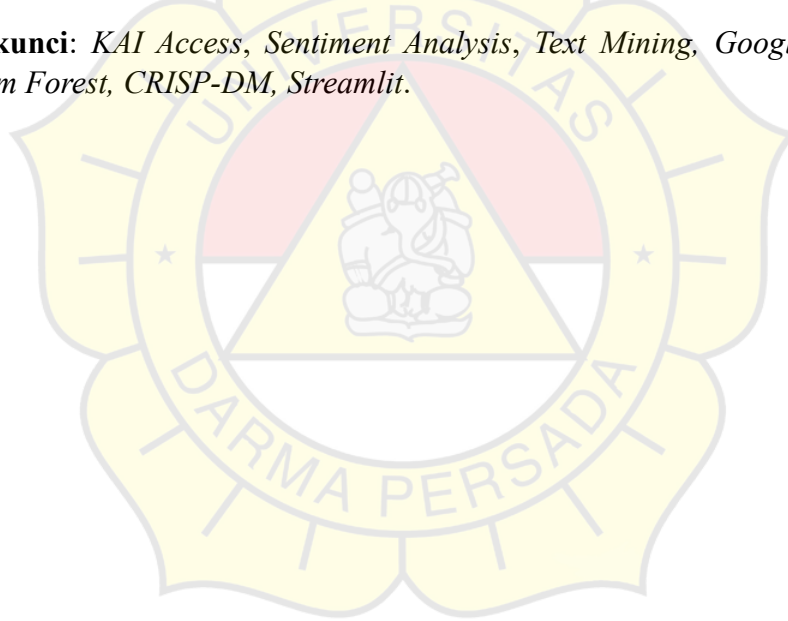 kunci: KAI Access, Sentiment Analysis, Text Mining, Googl
m Forest, CRISP-DM, Streamlit.
UNIVERSITAS
DARMA PERSADA